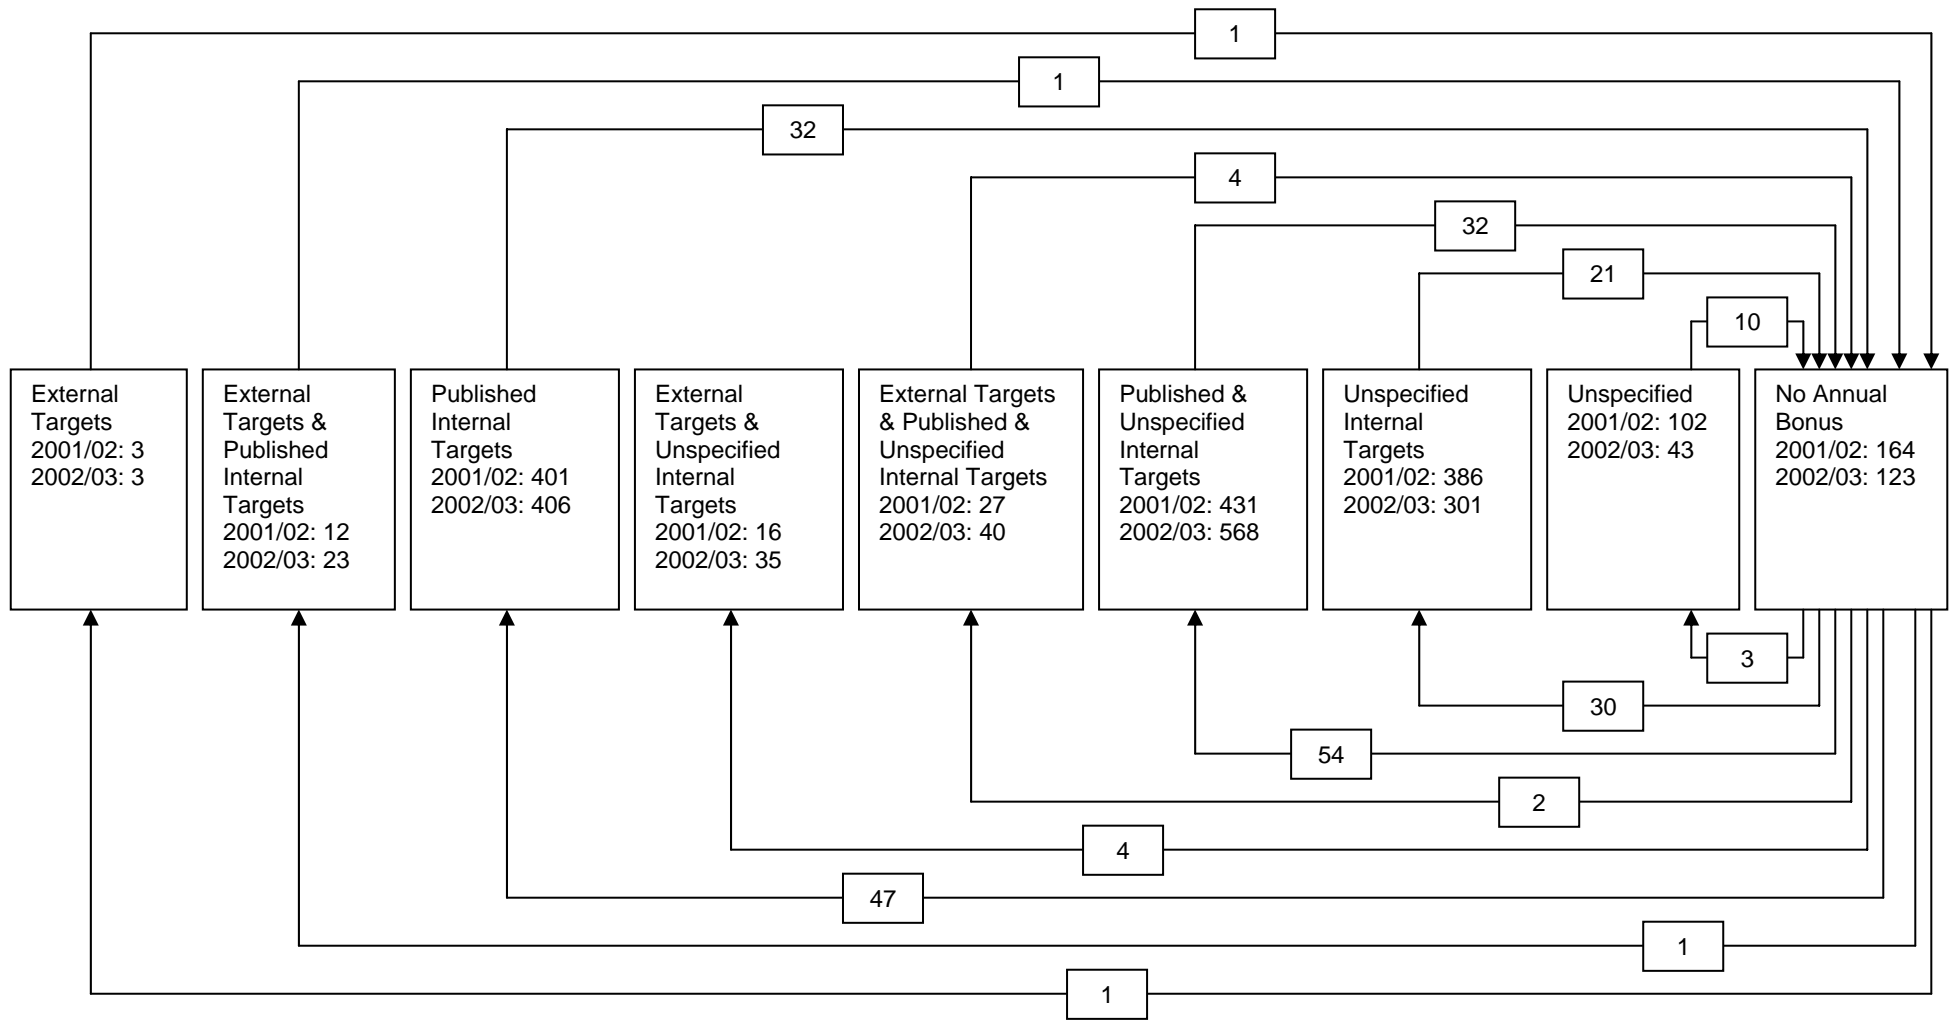 1
1
32
4
32
21
10
External
Targets
2001/02: 3
2002/03: 3
External
Targets &
Published
Internal
Targets
2001/02: 12
2002/03: 23
Published
Internal
Targets
2001/02: 401
2002/03: 406
External
Targets &
Unspecified
Internal
Targets
2001/02: 16
2002/03: 35
External Targets
& Published &
Unspecified
Internal Targets
2001/02: 27
2002/03: 40
Published &
Unspecified
Internal
Targets
2001/02: 431
2002/03: 568
Unspecified
Internal
Targets
2001/02: 386
2002/03: 301
Unspecified
2001/02: 102
2002/03: 43
No Annual
Bonus
2001/02: 164
2002/03: 123
3
30
54
2
4
47
1
1